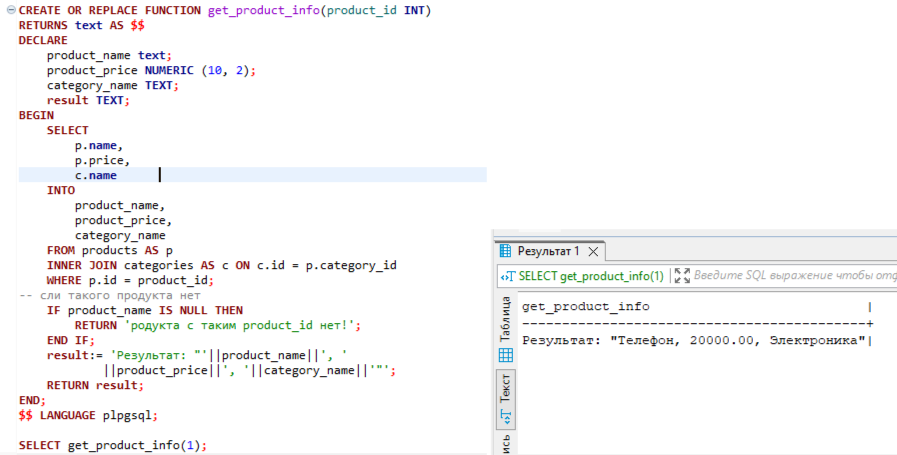 CREATE OR REPLACE FUNCTION get_product_info(product_id INT)
RETURNS text AS $$
DECLARE
    product_name text;
    product_price NUMERIC (10, 2);
    category_name TEXT;
    result TEXT;
BEGIN
    SELECT
        p.name,
        p.price,
        c.name
    INTO
        product_name,
        product_price,
        category_name
    FROM products AS p
    INNER JOIN categories AS c ON c.id = p.category_id
    WHERE p.id = product_id;
-- сли такого продукта нет
    IF product_name IS NULL THEN
        RETURN 'родукта с таким product_id нет!';
    END IF;
    result:= 'Результат: "'||product_name||', '
            ||product_price||', '||category_name||'"';
    RETURN result;
END;
$$ LANGUAGE plpgsql;
SELECT get_product_info(1);
Результат 1
SELECT get_product_info(1)
Введите SQL выражение чтобы отф
Таблица
Текст
get_product_info |
-------------------------------------------+
Результат: "Телефон, 20000.00, Электроника"|